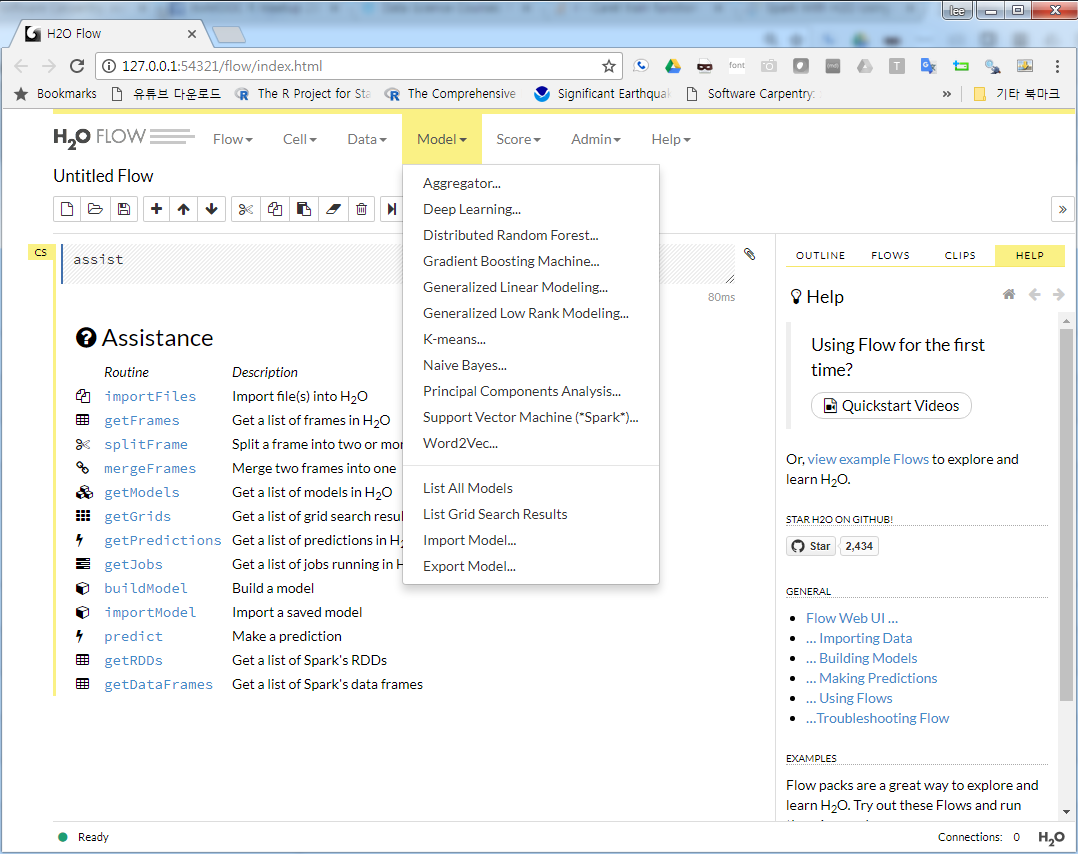 lee
H2O Flow
127.0.0.1:54321/flow/index.html
font
Bookmarks 유튜브 다운로드 The R Project for Sta The Comprehensive Significant Earthqua Software Carpentry: » 기타 북마크
H2O FLOW Flow Cell Data Model Score Admin Help
Untitled Flow
Aggregator...
Deep Learning...
Distributed Random Forest...
Gradient Boosting Machine...
Generalized Linear Modeling...
Generalized Low Rank Modeling...
K-means...
Naive Bayes...
Principal Components Analysis...
Support Vector Machine (*Spark*)...
Word2Vec...
List All Models
List Grid Search Results
Import Model...
Export Model...
CS
assist
80ms
Assistance
Routine Description
importFiles Import file(s) into H2O
getFrames Get a list of frames in H2O
splitFrame Split a frame into two or mor
mergeFrames Merge two frames into one
getModels Get a list of models in H2O
getGrids Get a list of grid search resul
getPredictions Get a list of predictions in H2
getJobs Get a list of jobs running in H
buildModel Build a model
importModel Import a saved model
predict Make a prediction
getRDDs Get a list of Spark's RDDs
getDataFrames Get a list of Spark's data frames
»
OUTLINE FLOWS CLIPS HELP
Help
Using Flow for the first
time?
Quickstart Videos
Or, view example Flows to explore and
learn H2O.
STAR H2O ON GITHUB!
Star 2,434
GENERAL
Flow Web UI ...
... Importing Data
... Building Models
... Making Predictions
... Using Flows
...Troubleshooting Flow
EXAMPLES
Flow packs are a great way to explore and
learn H2O. Try out these Flows and run
Ready
Connections: 0 H2O